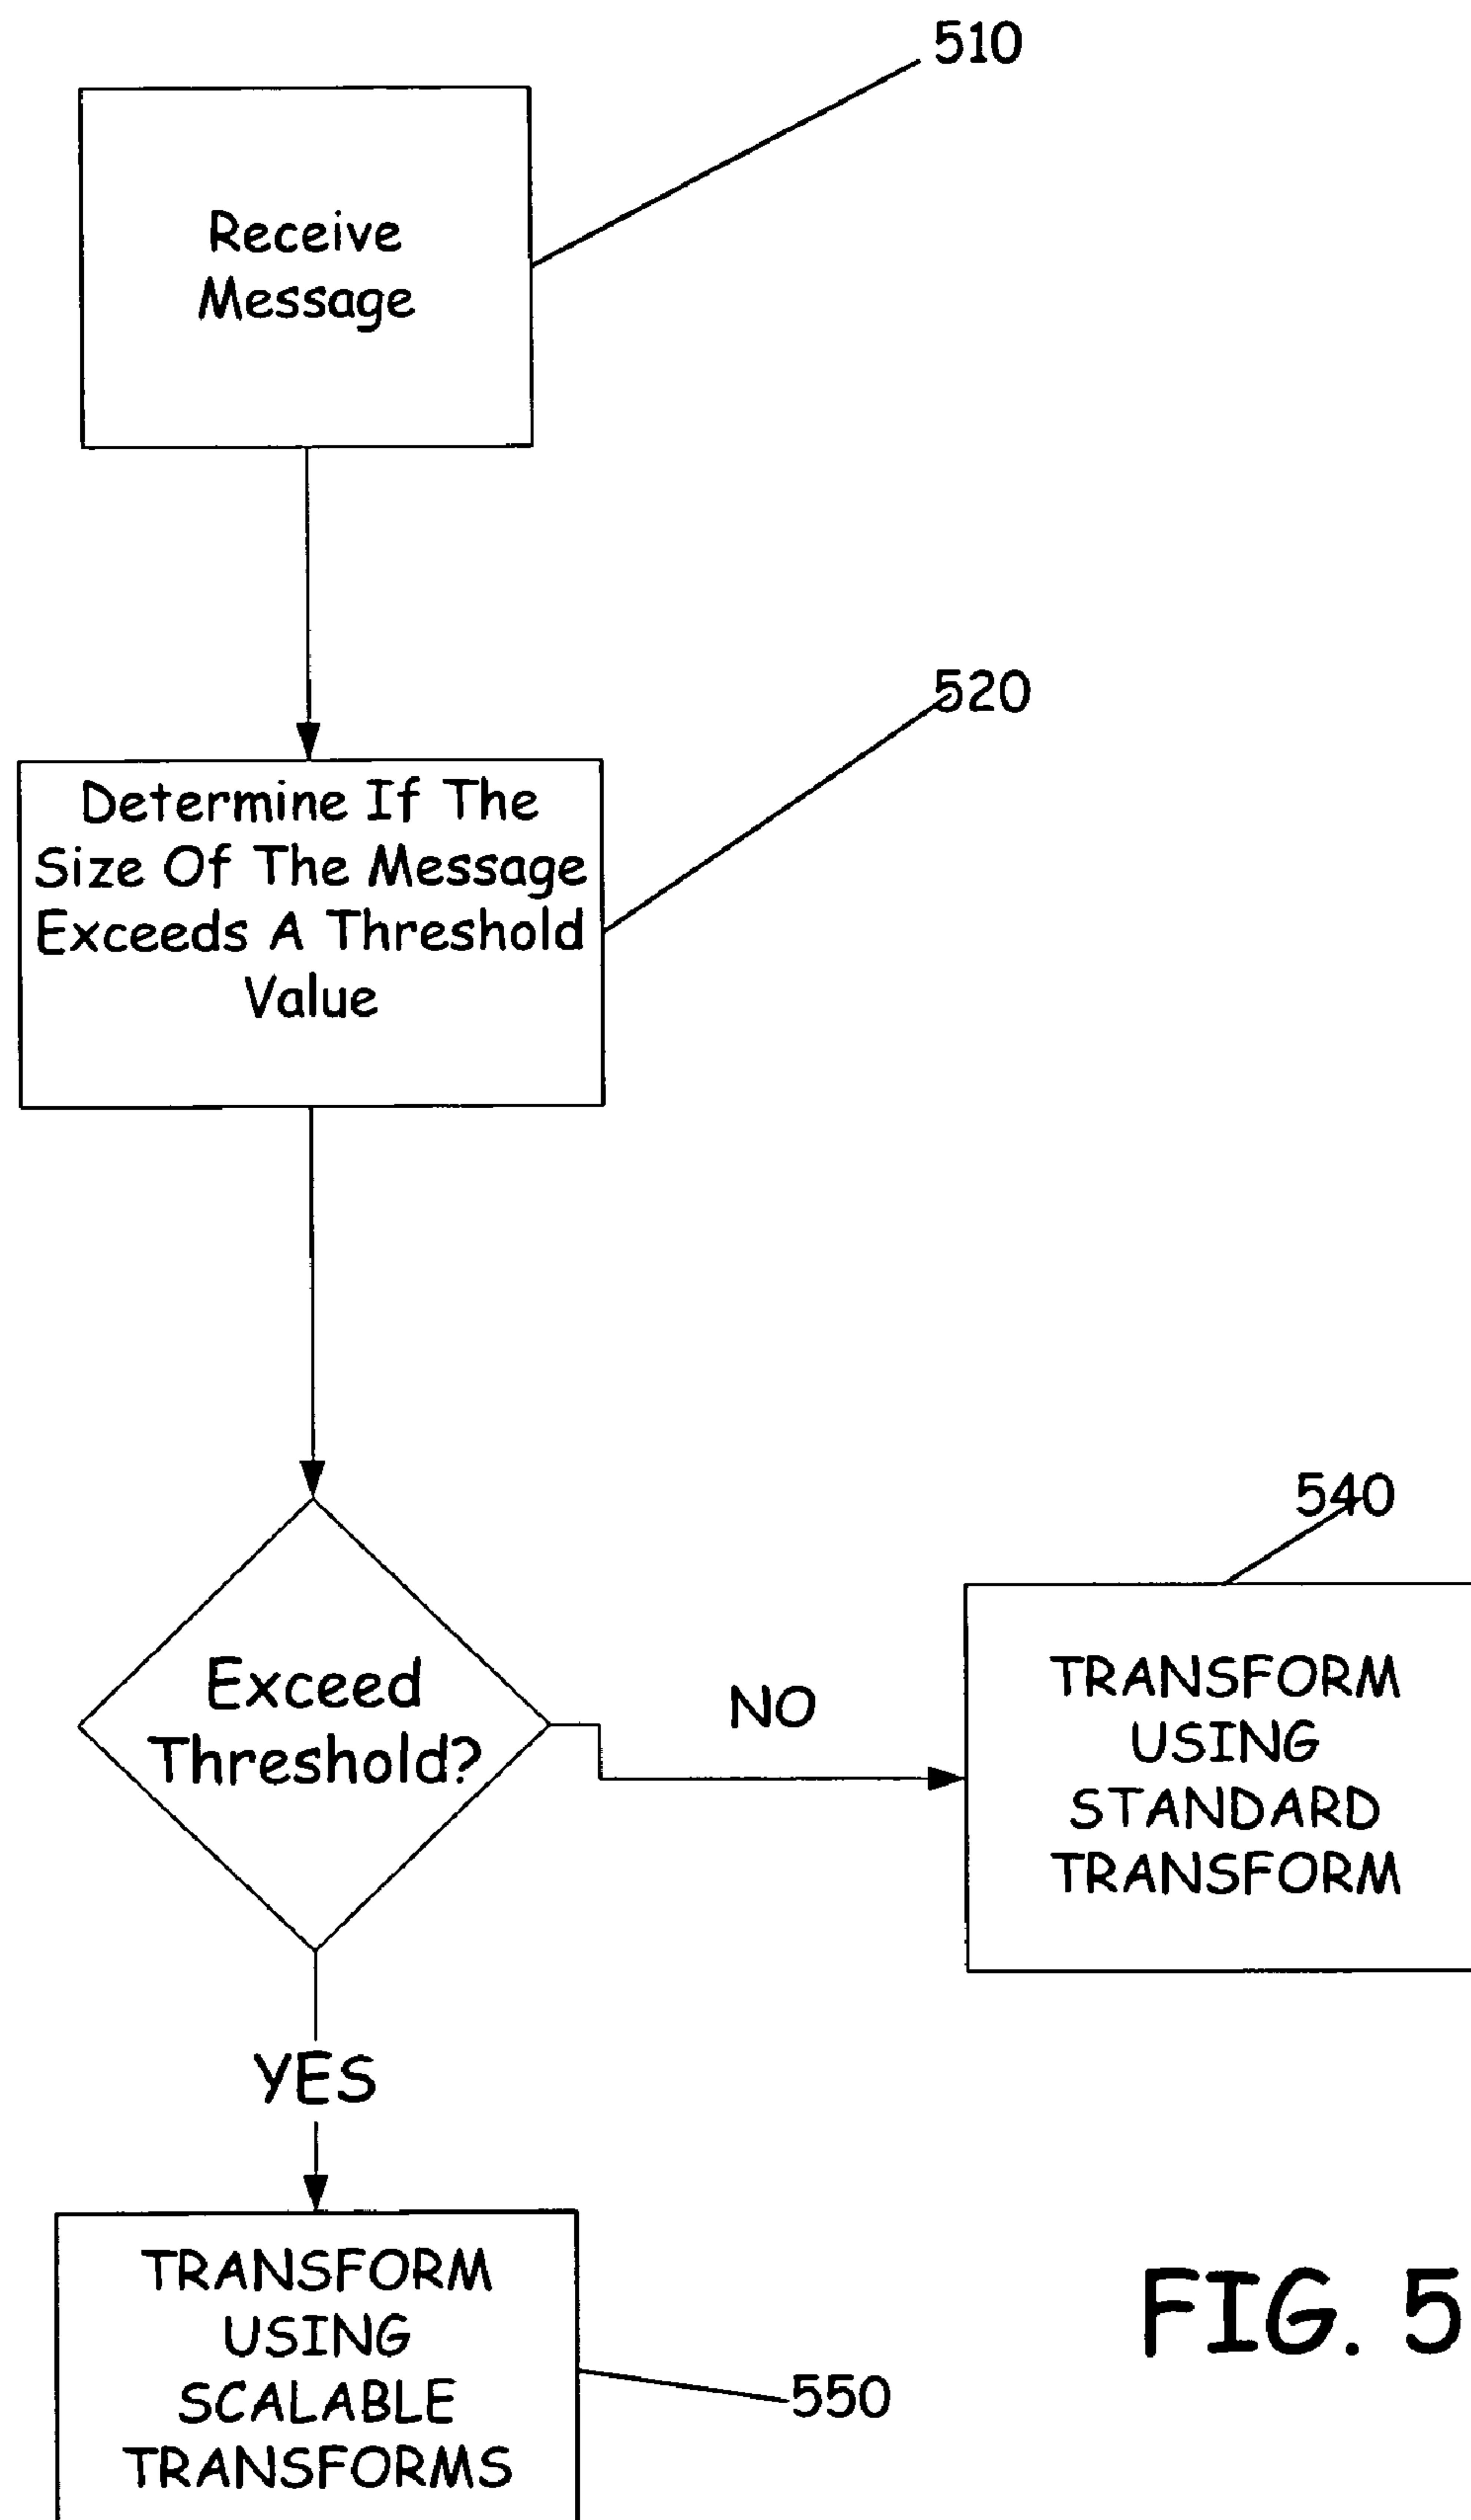 510
Receive
Message
520
Determine If The
Size Of The Message
Exceeds A Threshold
Value
540
Exceed
Threshold?
NO
TRANSFORM
USING
STANDARD
TRANSFORM
YES
TRANSFORM
USING
SCALABLE
TRANSFORMS
550
FIG. 5